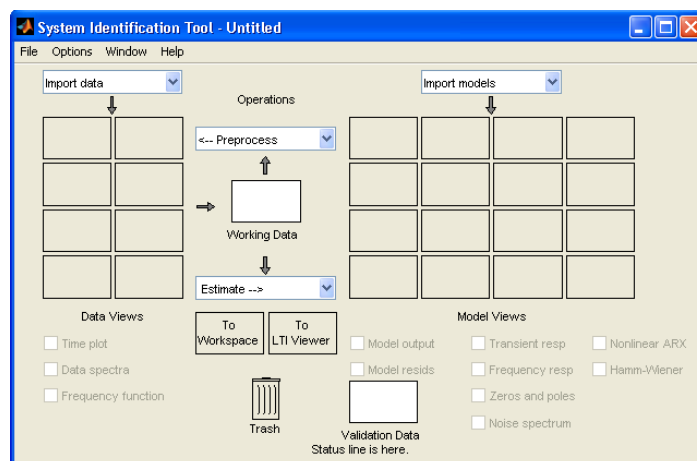 System Identification Tool - Untitled
File Options Window Help
Import data
Import models
Operations
<-- Preprocess
Working Data
Estimate -->
Data Views
To Workspace
To LTI Viewer
Model Views
Time plot
Data spectra
Frequency function
Model output
Model resids
Transient resp
Frequency resp
Zeros and poles
Noise spectrum
Nonlinear ARX
Hamm-Wiener
Trash
Validation Data
Status line is here.